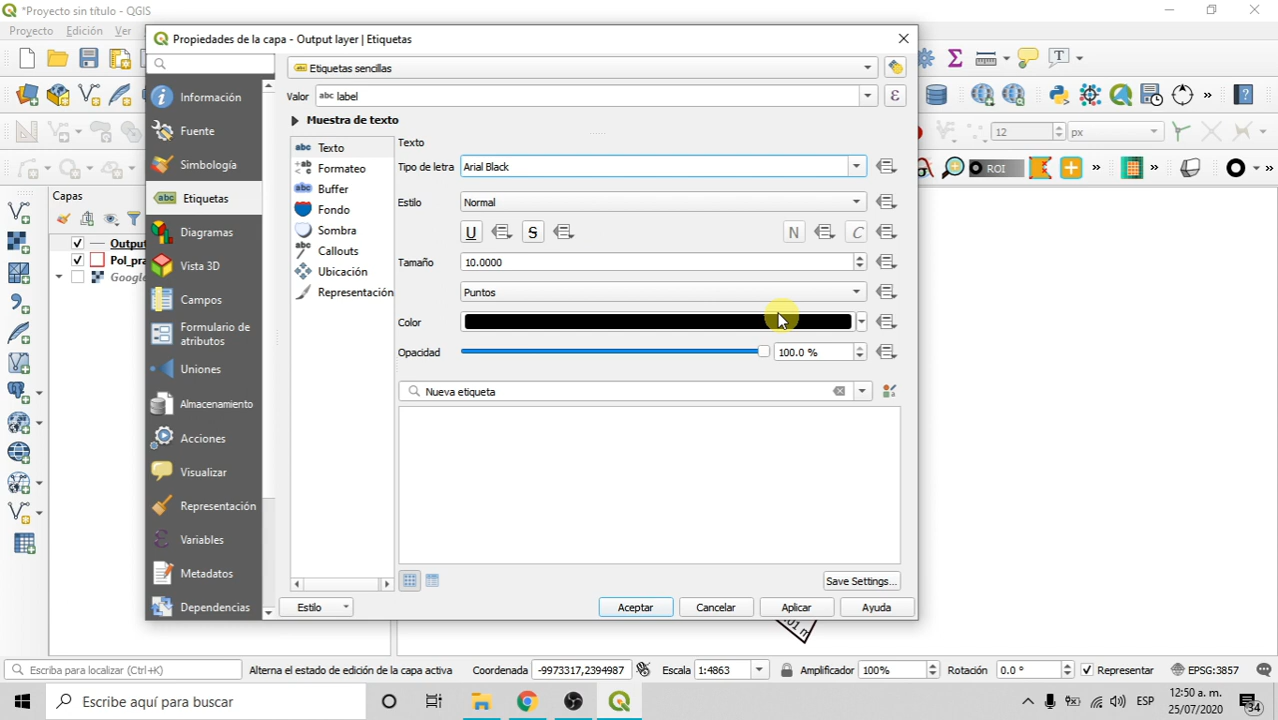 *Proyecto sin título - QGIS
Proyecto Edición Ver
Propiedades de la capa - Output layer | Etiquetas
abc Etiquetas sencillas
Valor abc label ε
Muestra de texto
Información
Fuente
Simbología
abc Etiquetas
Diagramas
Vista 3D
Campos
Formulario de atributos
Uniones
Almacenamiento
Acciones
Visualizar
Representación
Variables
Metadatos
Dependencias
abc Texto
Formateo
abc Buffer
Fondo
Sombra
Callouts
Ubicación
Representación
Texto
Tipo de letra Arial Black
Estilo Normal
U S N C
Tamaño 10.0000
Puntos
Color
Opacidad 100.0 %
Nueva etiqueta
Save Settings...
Estilo Aceptar Cancelar Aplicar Ayuda
Capas
Output
Pol_pra
Google
12 px
ROI
Escriba para localizar (Ctrl+K) Alterna el estado de edición de la capa activa Coordenada -9973317,2394987 Escala 1:4863 Amplificador 100% Rotación 0.0 ° Representar EPSG:3857
Escribe aquí para buscar ESP 12:50 a. m. 25/07/2020 34